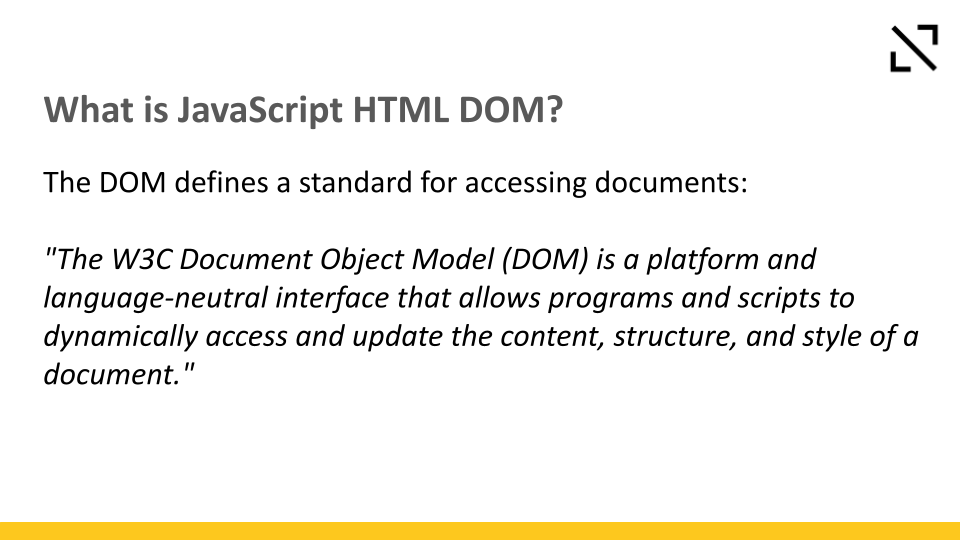 What is JavaScript HTML DOM?
The DOM defines a standard for accessing documents:
"The W3C Document Object Model (DOM) is a platform and
language-neutral interface that allows programs and scripts to
dynamically access and update the content, structure, and style of a
document."